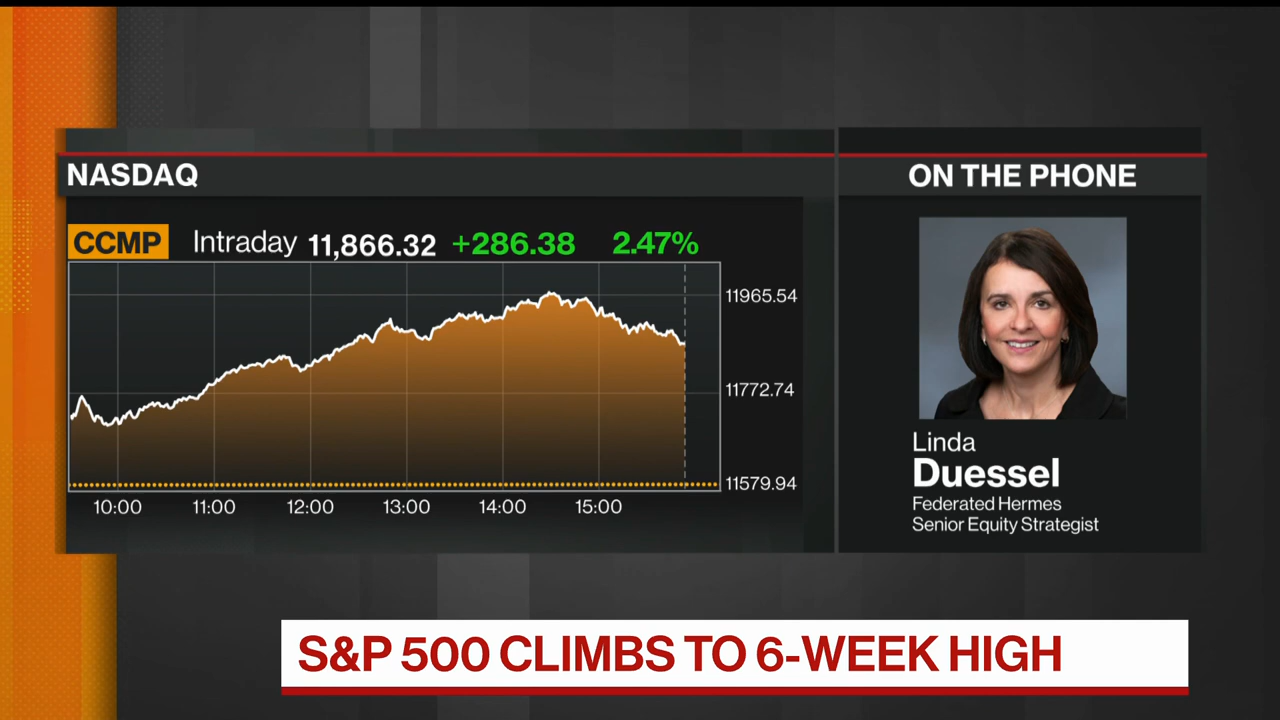 NASDAQ
CCMP Intraday 11,866.32 +286.38 2.47%
11965.54
11772.74
11579.94
10:00 11:00 12:00 13:00 14:00 15:00
ON THE PHONE
Linda
Duessel
Federated Hermes
Senior Equity Strategist
S&P 500 CLIMBS TO 6-WEEK HIGH